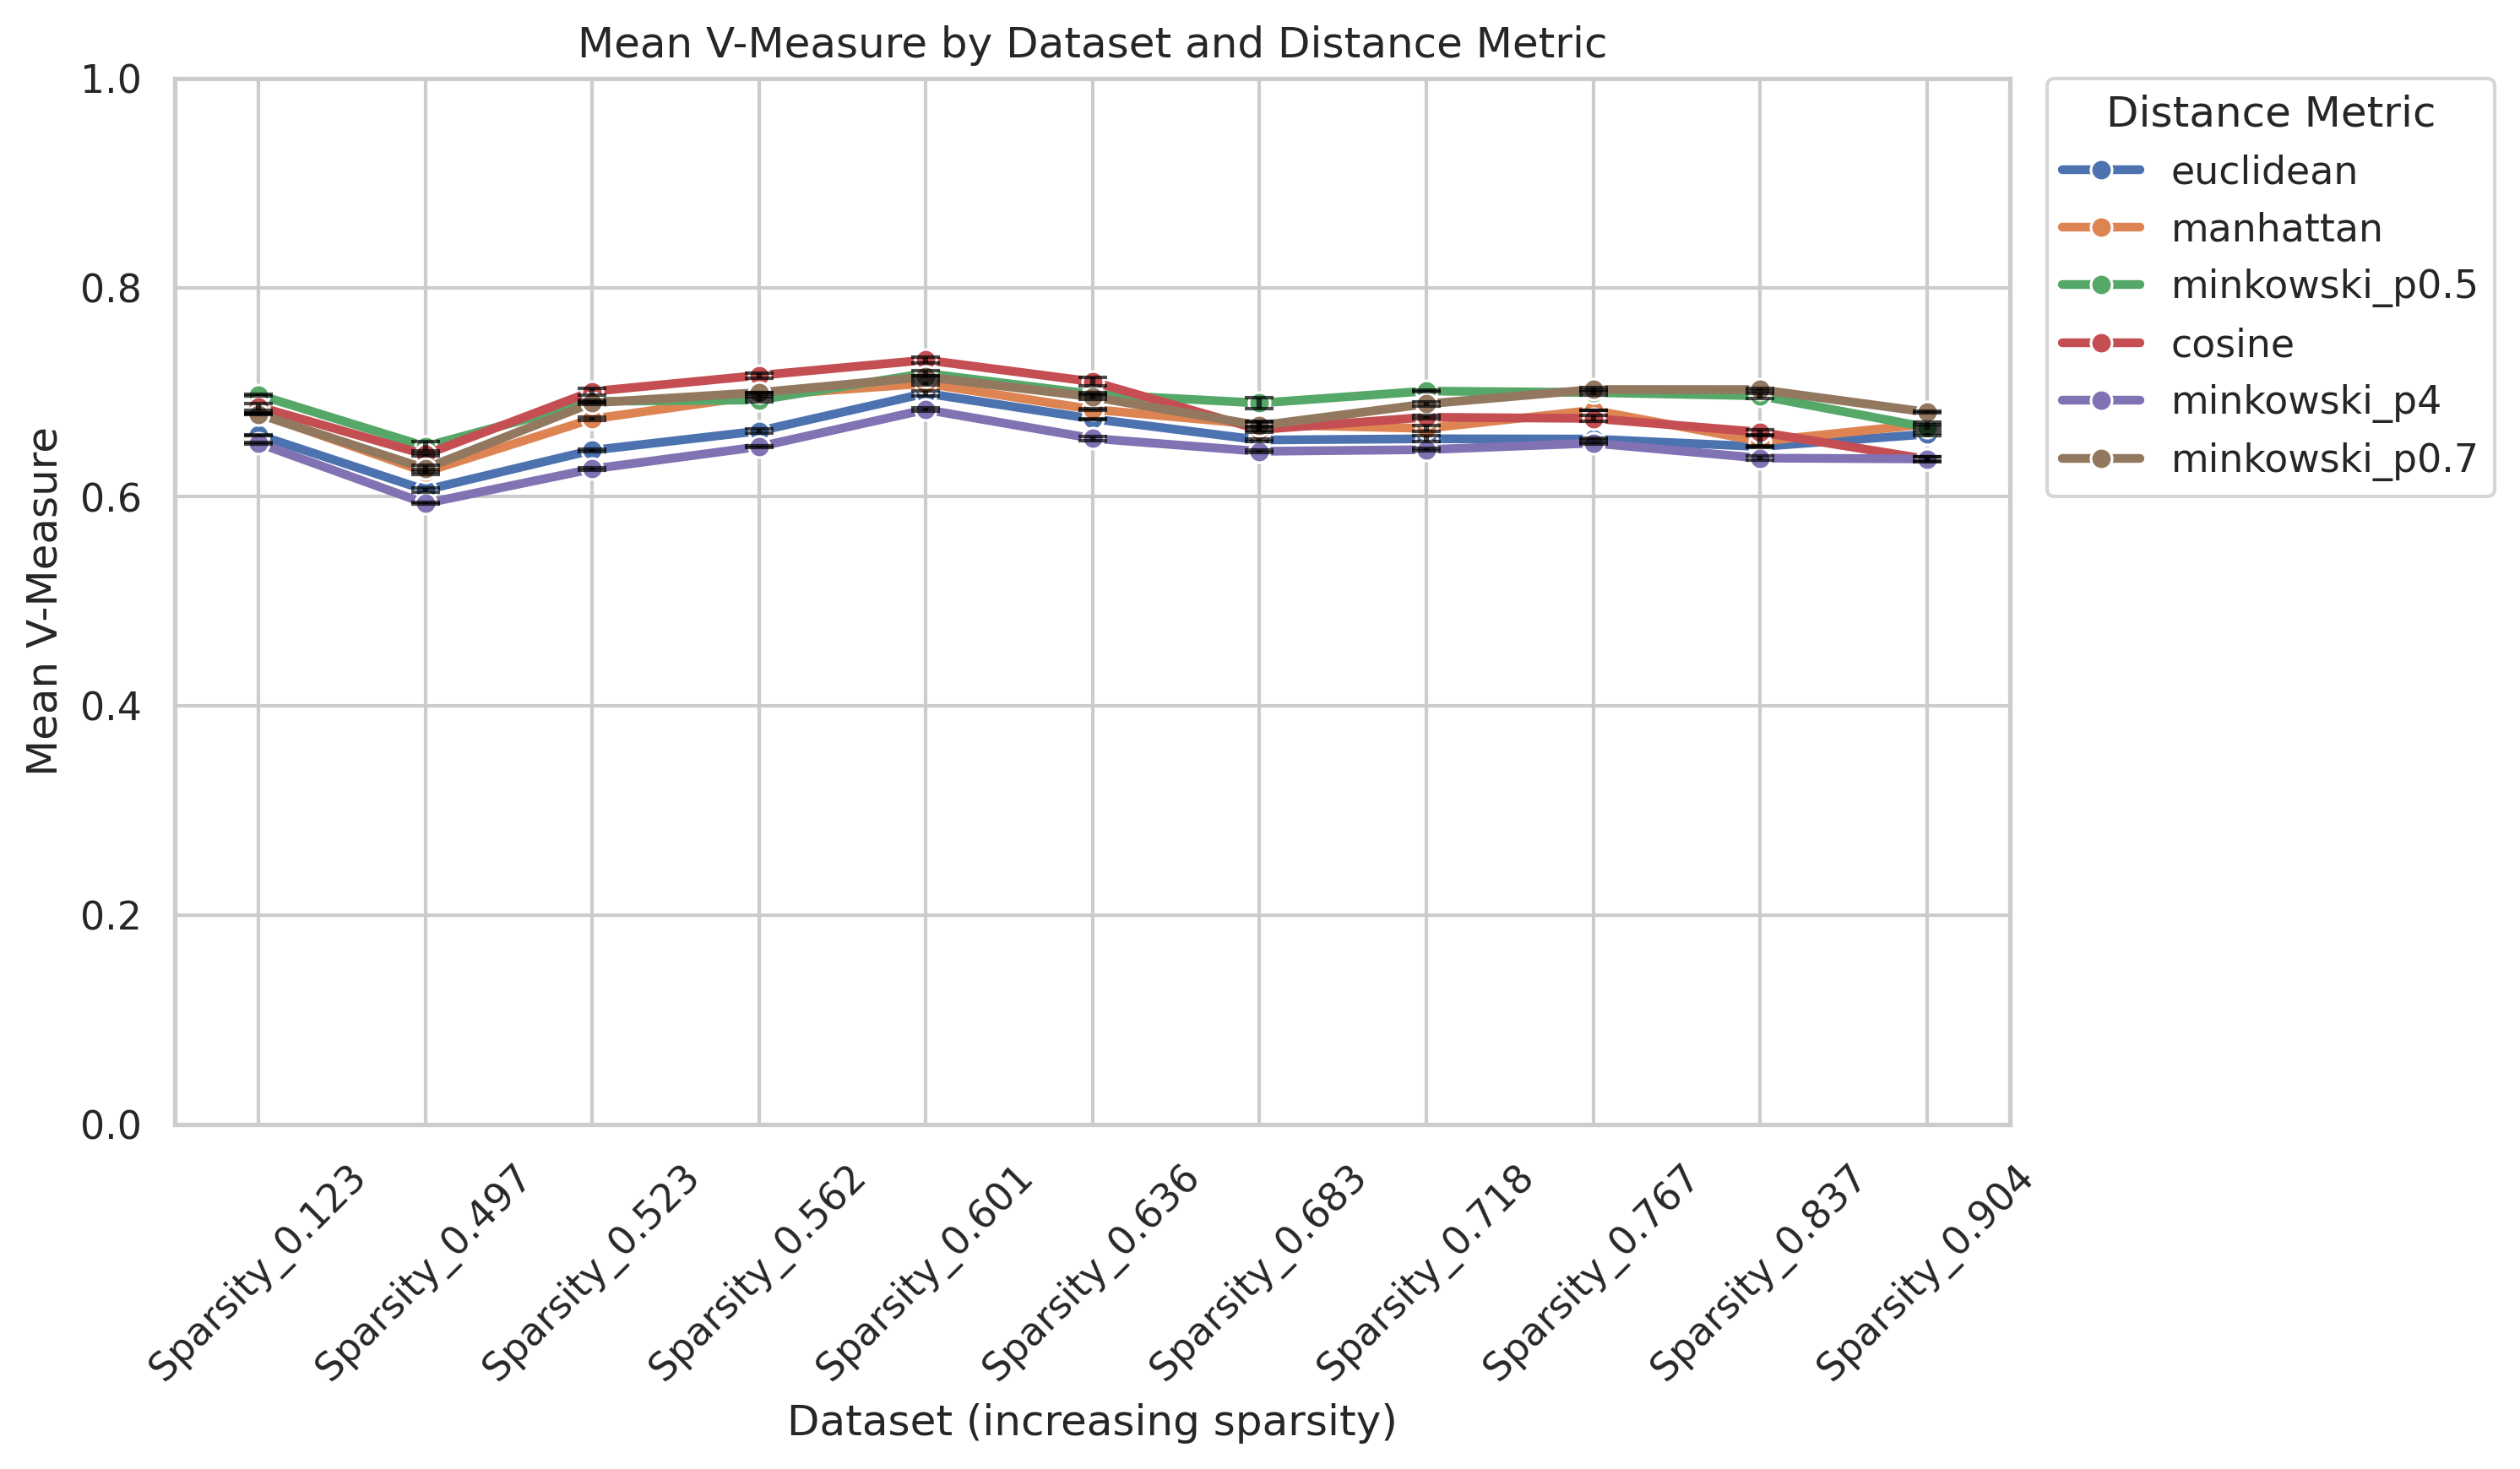 Mean V-Measure by Dataset and Distance Metric
Mean V-Measure
1.0
0.8
0.6
0.4
0.2
0.0
Sparsity_0.123
Sparsity_0.497
Sparsity_0.523
Sparsity_0.562
Sparsity_0.601
Sparsity_0.636
Sparsity_0.683
Sparsity_0.718
Sparsity_0.767
Sparsity_0.837
Sparsity_0.904
Dataset (increasing sparsity)
Distance Metric
euclidean
manhattan
minkowski_p0.5
cosine
minkowski_p4
minkowski_p0.7